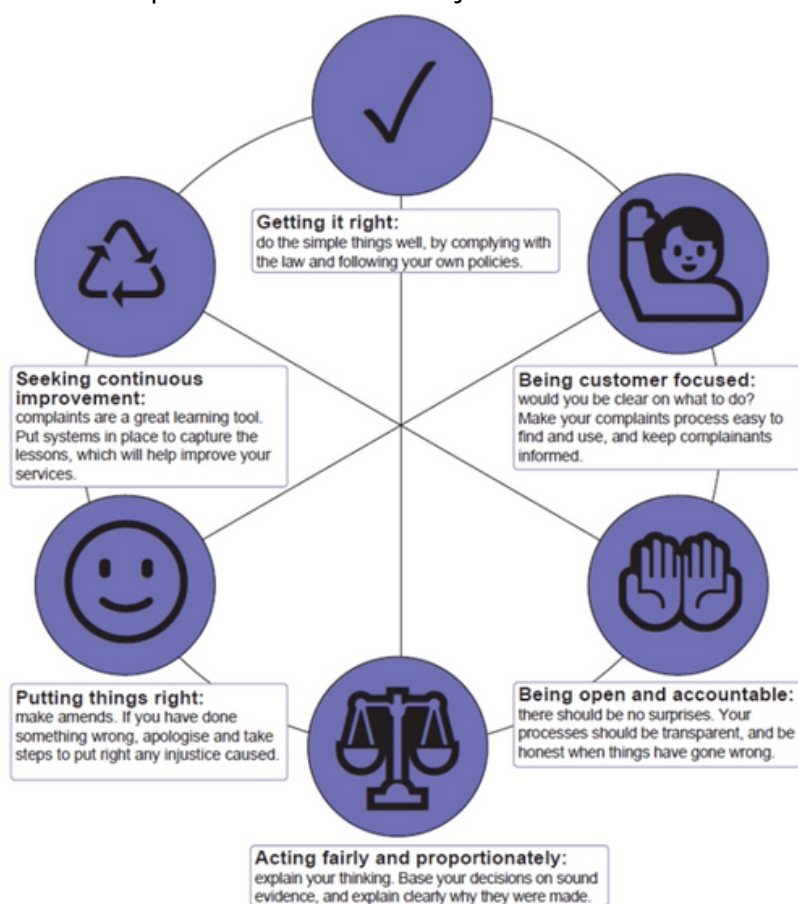 Getting it right:
do the simple things well, by complying with
the law and following your own policies.
Being customer focused:
would you be clear on what to do?
Make your complaints process easy to
find and use, and keep complainants
informed.
Being open and accountable:
there should be no surprises. Your
processes should be transparent, and be
honest when things have gone wrong.
Acting fairly and proportionately:
explain your thinking. Base your decisions on sound
evidence, and explain clearly why they were made.
Putting things right:
make amends. If you have done
something wrong, apologise and take
steps to put right any injustice caused.
Seeking continuous
improvement:
complaints are a great learning tool.
Put systems in place to capture the
lessons, which will help improve your
services.